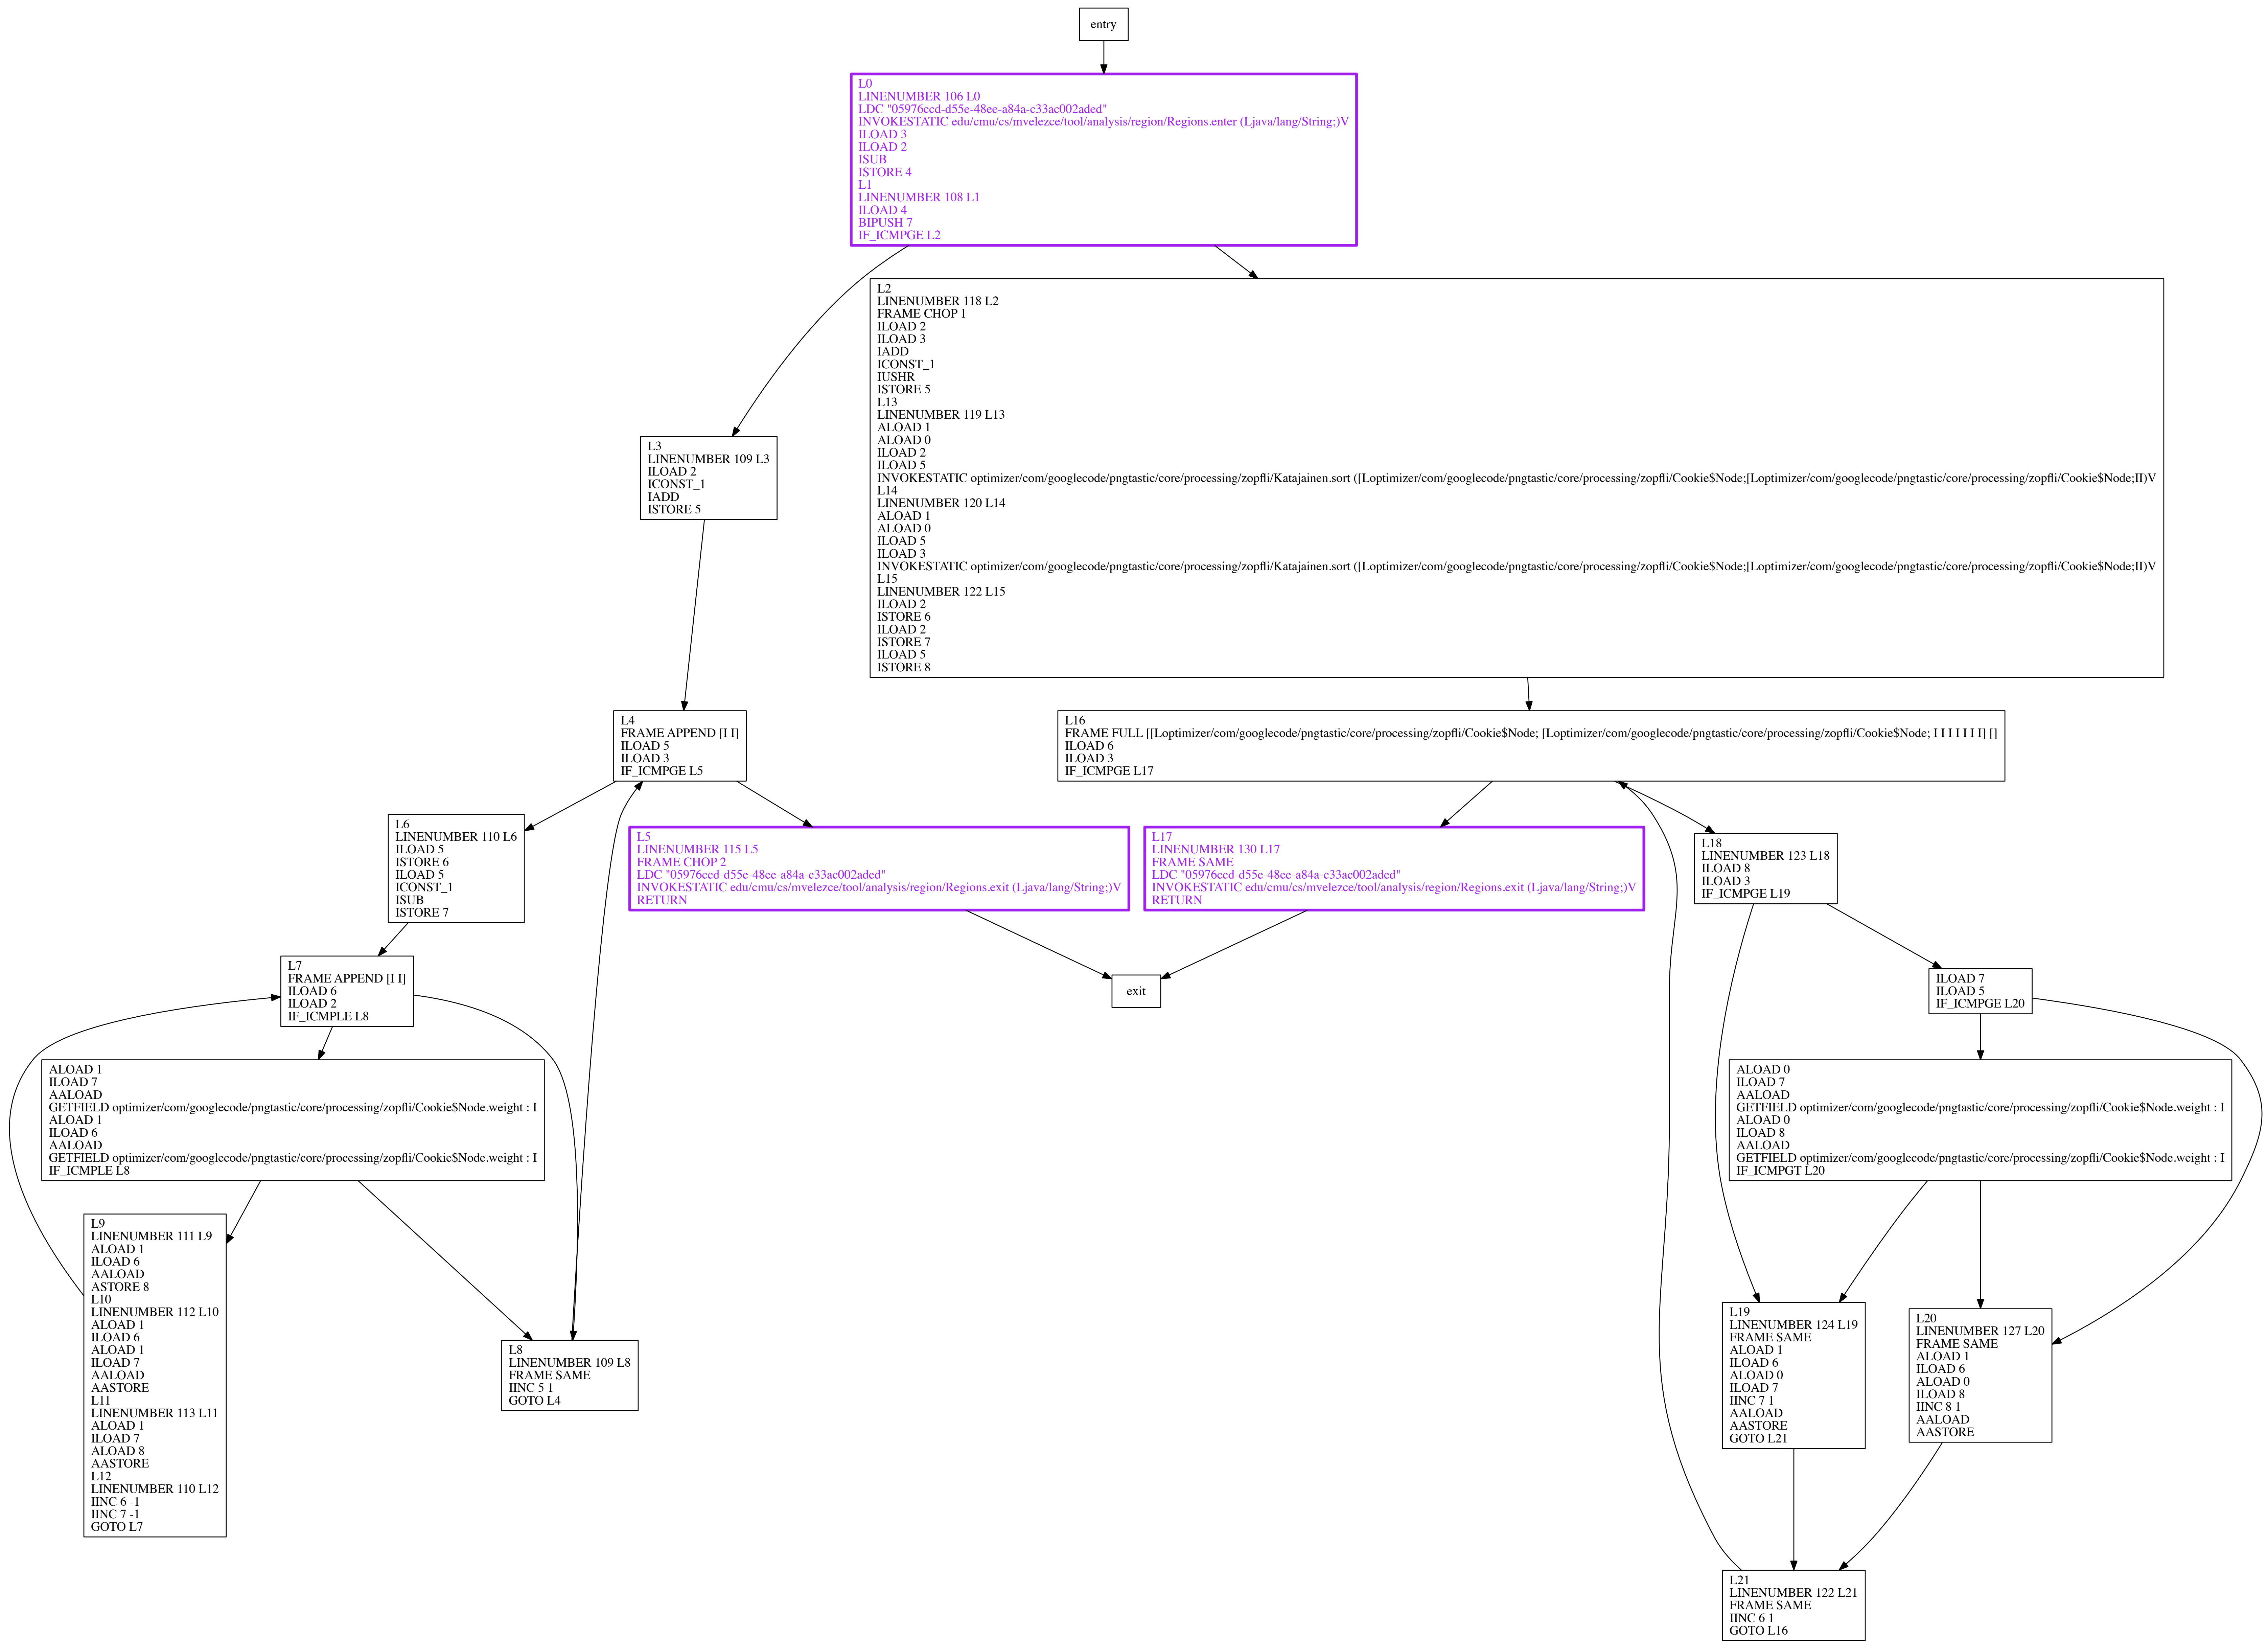 entry
L0
LINENUMBER 106 L0
LDC "05976ccd-d55e-48ee-a84a-c33ac002aded"
INVOKESTATIC edu/cmu/cs/mvelezce/tool/analysis/region/Regions.enter (Ljava/lang/String;)V
ILOAD 3
ILOAD 2
ISUB
ISTORE 4
L1
LINENUMBER 108 L1
ILOAD 4
BIPUSH 7
IF_ICMPGE L2
L2
LINENUMBER 118 L2
FRAME CHOP 1
ILOAD 2
ILOAD 3
IADD
ICONST_1
IUSHR
ISTORE 5
L13
LINENUMBER 119 L13
ALOAD 1
ALOAD 0
ILOAD 2
ILOAD 5
INVOKESTATIC optimizer/com/googlecode/pngtastic/core/processing/zopfli/Katajainen.sort ([Loptimizer/com/googlecode/pngtastic/core/processing/zopfli/Cookie$Node;[Loptimizer/com/googlecode/pngtastic/core/processing/zopfli/Cookie$Node;II)V
L14
LINENUMBER 120 L14
ALOAD 1
ALOAD 0
ILOAD 5
ILOAD 3
INVOKESTATIC optimizer/com/googlecode/pngtastic/core/processing/zopfli/Katajainen.sort ([Loptimizer/com/googlecode/pngtastic/core/processing/zopfli/Cookie$Node;[Loptimizer/com/googlecode/pngtastic/core/processing/zopfli/Cookie$Node;II)V
L15
LINENUMBER 122 L15
ILOAD 2
ISTORE 6
ILOAD 2
ISTORE 7
ILOAD 5
ISTORE 8
L3
LINENUMBER 109 L3
ILOAD 2
ICONST_1
IADD
ISTORE 5
L4
FRAME APPEND [I I]
ILOAD 5
ILOAD 3
IF_ICMPGE L5
L16
FRAME FULL [[Loptimizer/com/googlecode/pngtastic/core/processing/zopfli/Cookie$Node; [Loptimizer/com/googlecode/pngtastic/core/processing/zopfli/Cookie$Node; I I I I I I I] []
ILOAD 6
ILOAD 3
IF_ICMPGE L17
L6
LINENUMBER 110 L6
ILOAD 5
ISTORE 6
ILOAD 5
ICONST_1
ISUB
ISTORE 7
L5
LINENUMBER 115 L5
FRAME CHOP 2
LDC "05976ccd-d55e-48ee-a84a-c33ac002aded"
INVOKESTATIC edu/cmu/cs/mvelezce/tool/analysis/region/Regions.exit (Ljava/lang/String;)V
RETURN
L17
LINENUMBER 130 L17
FRAME SAME
LDC "05976ccd-d55e-48ee-a84a-c33ac002aded"
INVOKESTATIC edu/cmu/cs/mvelezce/tool/analysis/region/Regions.exit (Ljava/lang/String;)V
RETURN
L18
LINENUMBER 123 L18
ILOAD 8
ILOAD 3
IF_ICMPGE L19
L7
FRAME APPEND [I I]
ILOAD 6
ILOAD 2
IF_ICMPLE L8
exit
ILOAD 7
ILOAD 5
IF_ICMPGE L20
ALOAD 1
ILOAD 7
AALOAD
GETFIELD optimizer/com/googlecode/pngtastic/core/processing/zopfli/Cookie$Node.weight : I
ALOAD 1
ILOAD 6
AALOAD
GETFIELD optimizer/com/googlecode/pngtastic/core/processing/zopfli/Cookie$Node.weight : I
IF_ICMPLE L8
ALOAD 0
ILOAD 7
AALOAD
GETFIELD optimizer/com/googlecode/pngtastic/core/processing/zopfli/Cookie$Node.weight : I
ALOAD 0
ILOAD 8
AALOAD
GETFIELD optimizer/com/googlecode/pngtastic/core/processing/zopfli/Cookie$Node.weight : I
IF_ICMPGT L20
L9
LINENUMBER 111 L9
ALOAD 1
ILOAD 6
AALOAD
ASTORE 8
L10
LINENUMBER 112 L10
ALOAD 1
ILOAD 6
ALOAD 1
ILOAD 7
AALOAD
AASTORE
L11
LINENUMBER 113 L11
ALOAD 1
ILOAD 7
ALOAD 8
AASTORE
L12
LINENUMBER 110 L12
IINC 6 -1
IINC 7 -1
GOTO L7
L8
LINENUMBER 109 L8
FRAME SAME
IINC 5 1
GOTO L4
L19
LINENUMBER 124 L19
FRAME SAME
ALOAD 1
ILOAD 6
ALOAD 0
ILOAD 7
IINC 7 1
AALOAD
AASTORE
GOTO L21
L20
LINENUMBER 127 L20
FRAME SAME
ALOAD 1
ILOAD 6
ALOAD 0
ILOAD 8
IINC 8 1
AALOAD
AASTORE
L21
LINENUMBER 122 L21
FRAME SAME
IINC 6 1
GOTO L16